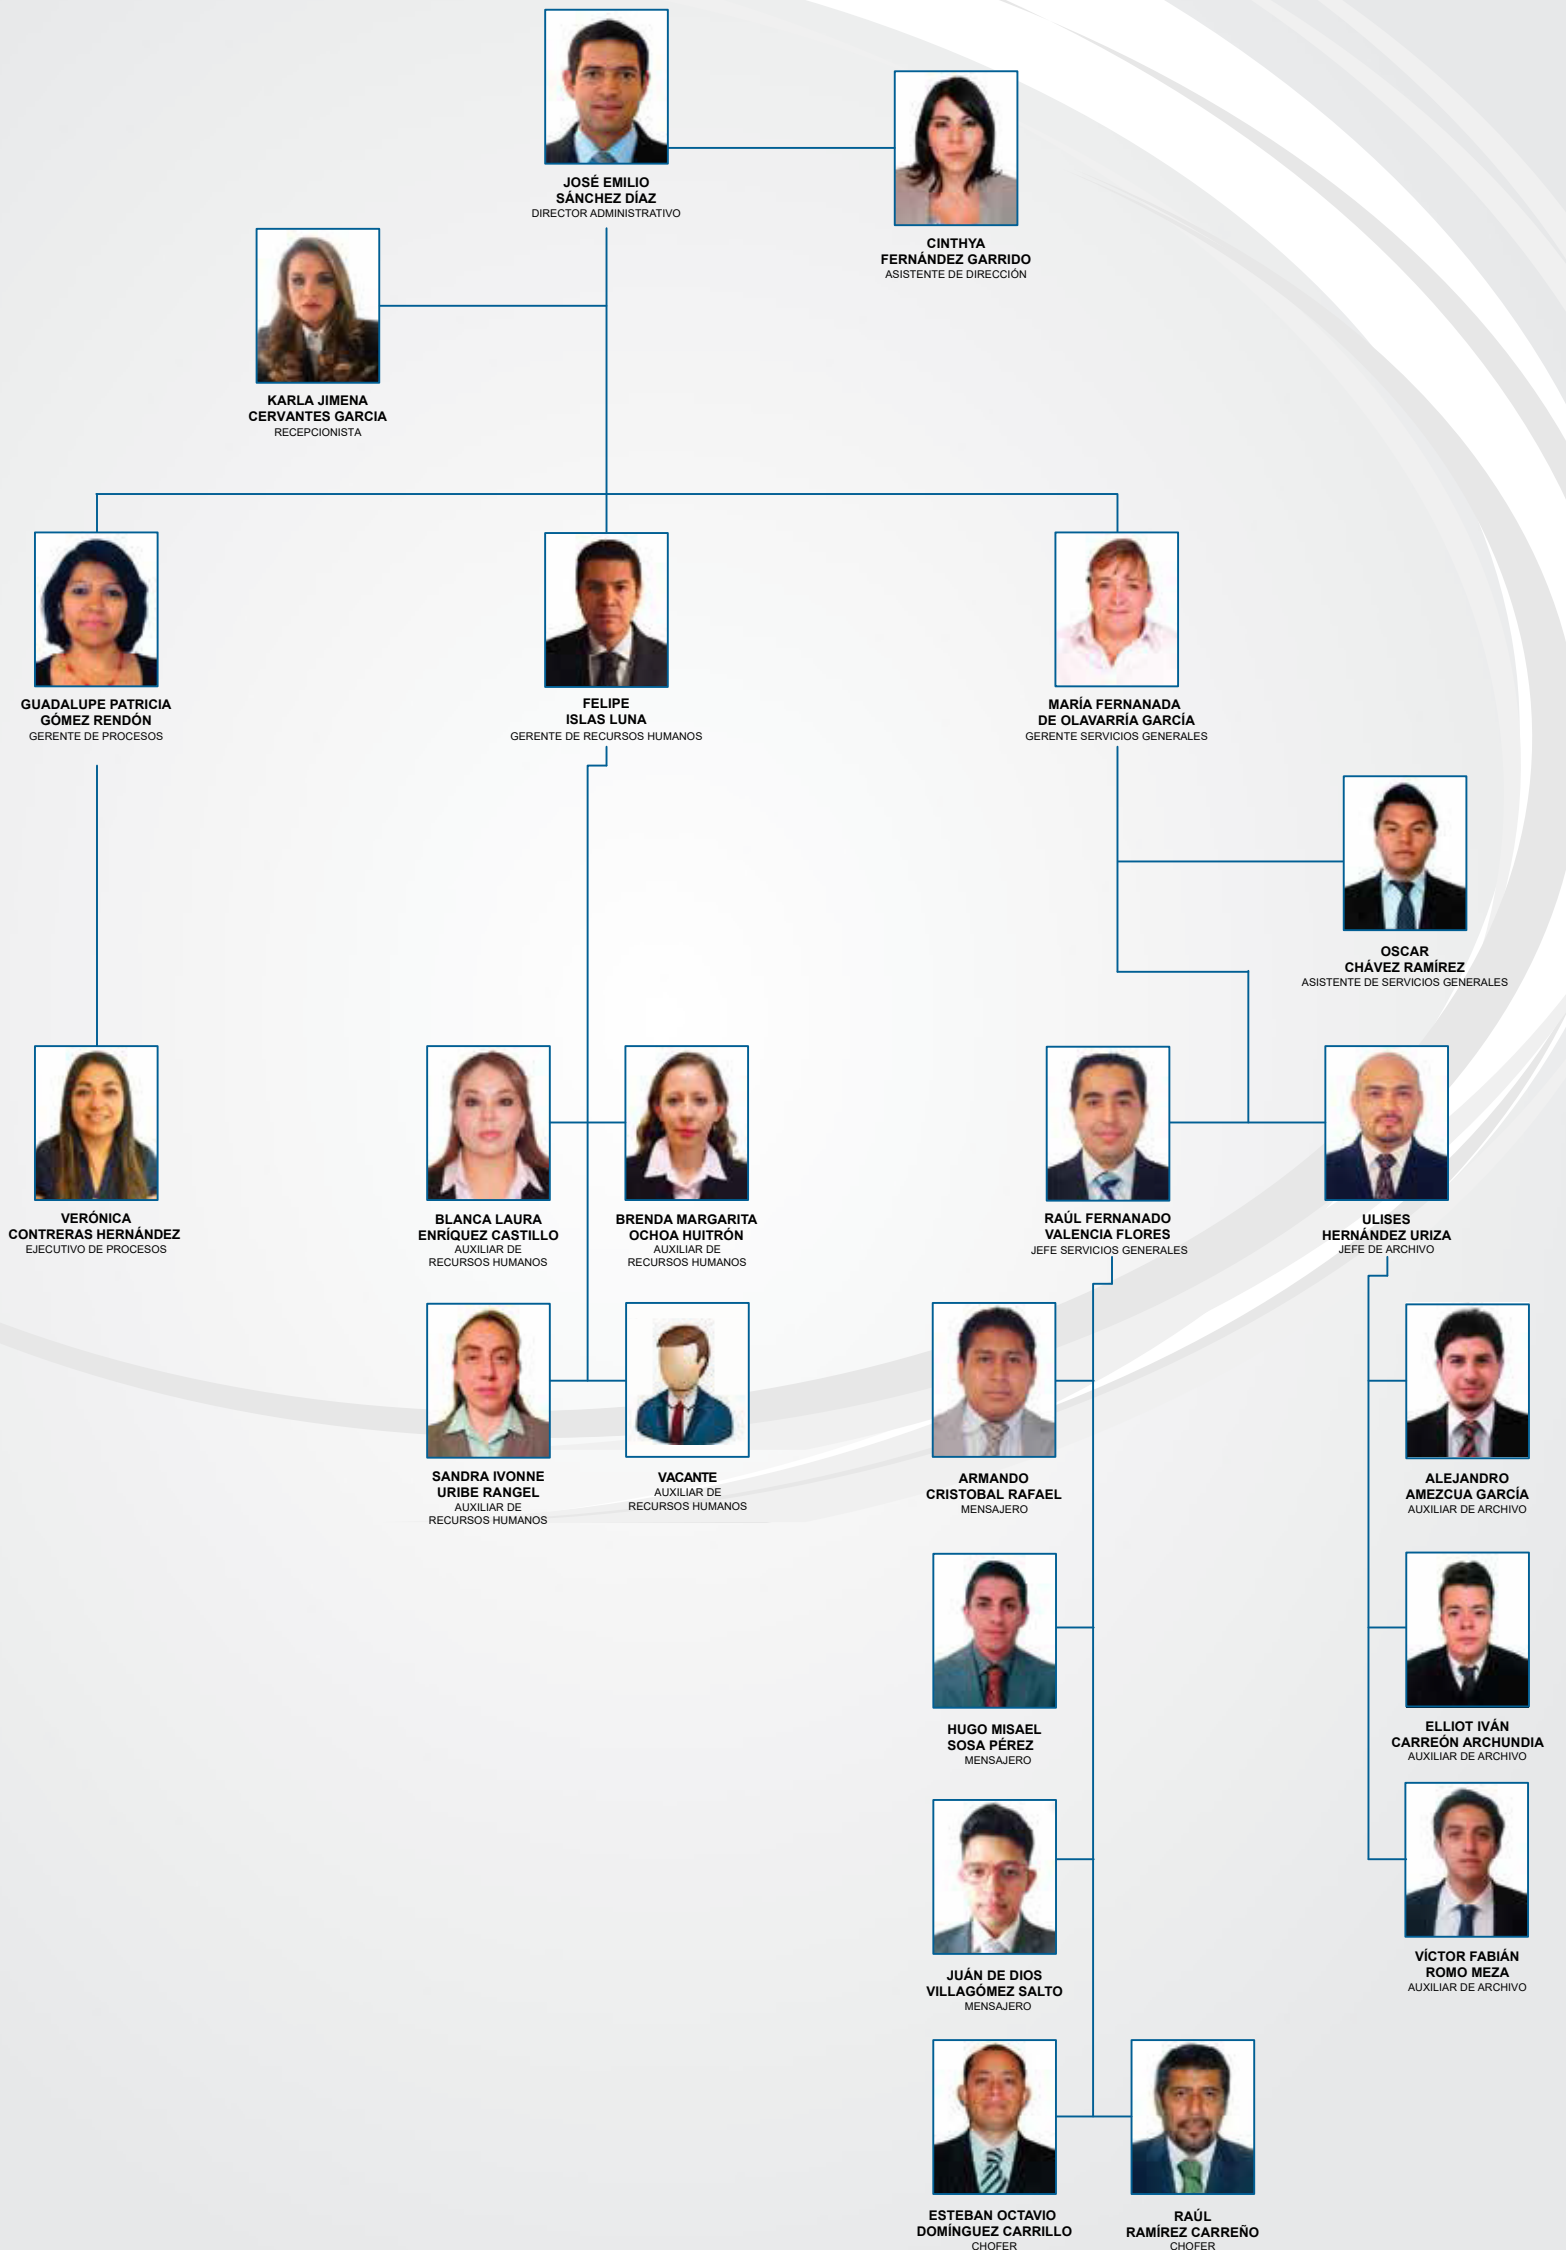 JOSÉ EMILIO
SÁNCHEZ DÍAZ
DIRECTOR ADMINISTRATIVO
CINTHYA
FERNÁNDEZ GARRIDO
ASISTENTE DE DIRECCIÓN
KARLA JIMENA
CERVANTES GARCIA
RECEPCIONISTA
GUADALUPE PATRICIA
GÓMEZ RENDÓN
GERENTE DE PROCESOS
FELIPE
ISLAS LUNA
GERENTE DE RECURSOS HUMANOS
MARÍA FERNANADA
DE OLAVARRÍA GARCÍA
GERENTE SERVICIOS GENERALES
OSCAR
CHÁVEZ RAMÍREZ
ASISTENTE DE SERVICIOS GENERALES
VERÓNICA
CONTRERAS HERNÁNDEZ
EJECUTIVO DE PROCESOS
BLANCA LAURA
ENRÍQUEZ CASTILLO
AUXILIAR DE
RECURSOS HUMANOS
BRENDA MARGARITA
OCHOA HUITRÓN
AUXILIAR DE
RECURSOS HUMANOS
RAÚL FERNANADO
VALENCIA FLORES
JEFE SERVICIOS GENERALES
ULISES
HERNÁNDEZ URIZA
JEFE DE ARCHIVO
SANDRA IVONNE
URIBE RANGEL
AUXILIAR DE
RECURSOS HUMANOS
VACANTE
AUXILIAR DE
RECURSOS HUMANOS
ARMANDO
CRISTOBAL RAFAEL
MENSAJERO
ALEJANDRO
AMEZCUA GARCÍA
AUXILIAR DE ARCHIVO
HUGO MISAEL
SOSA PÉREZ
MENSAJERO
ELLIOT IVÁN
CARREÓN ARCHUNDIA
AUXILIAR DE ARCHIVO
JUÁN DE DIOS
VILLAGÓMEZ SALTO
MENSAJERO
VÍCTOR FABIÁN
ROMO MEZA
AUXILIAR DE ARCHIVO
ESTEBAN OCTAVIO
DOMÍNGUEZ CARRILLO
CHOFER
RAÚL
RAMÍREZ CARREÑO
CHOFER